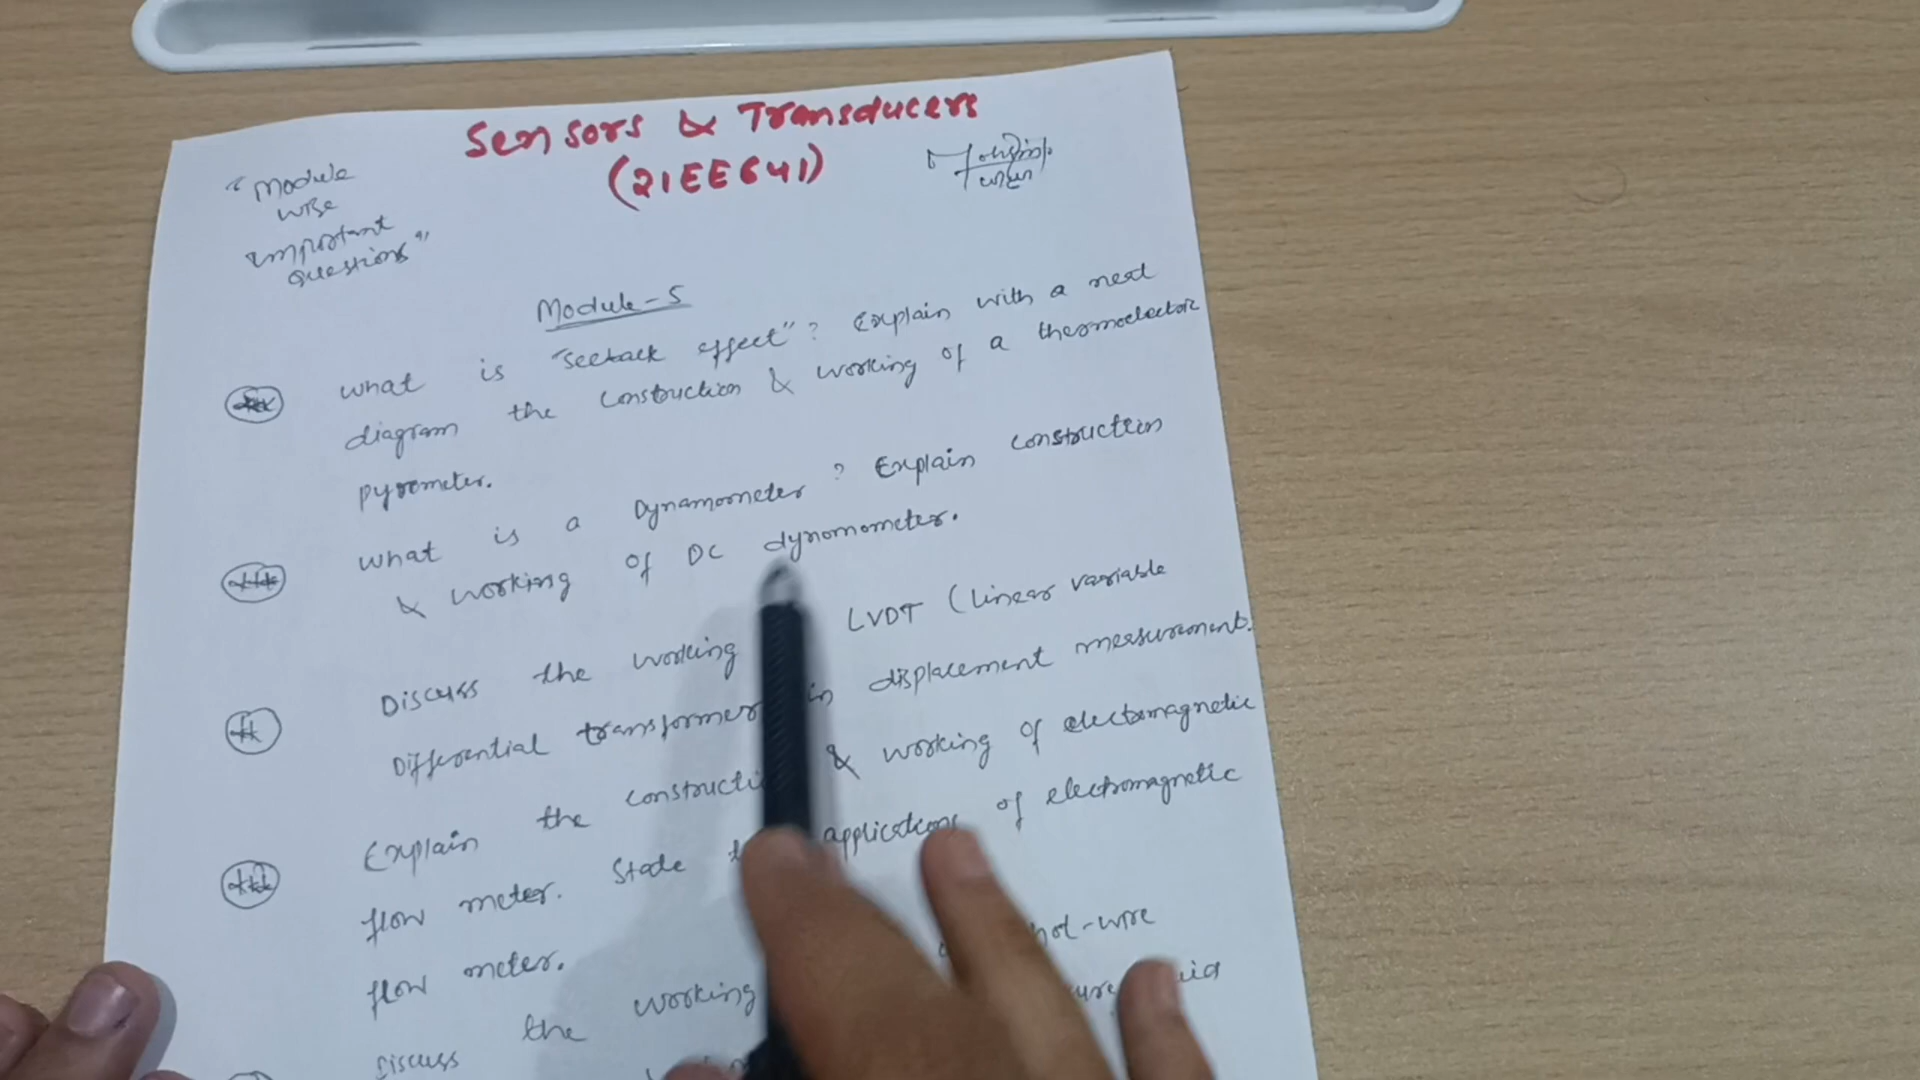 Sensors & Transducers
(21EE641)
"Module
wise
important
questions"
Module-5
What is "seeback effect"? Explain with a neat
diagram the construction & working of a thermoelectric
pyrometer.
What is a Dynamometer? Explain construction
& working of DC dynomometer.
Discuss the working LVDT (linear variable
Differential transformer in displacement measurement.
Explain the constructi & working of electromagnetic
flow meter. State applications of electromagnetic
flow meter.
Discuss the working hot-wire